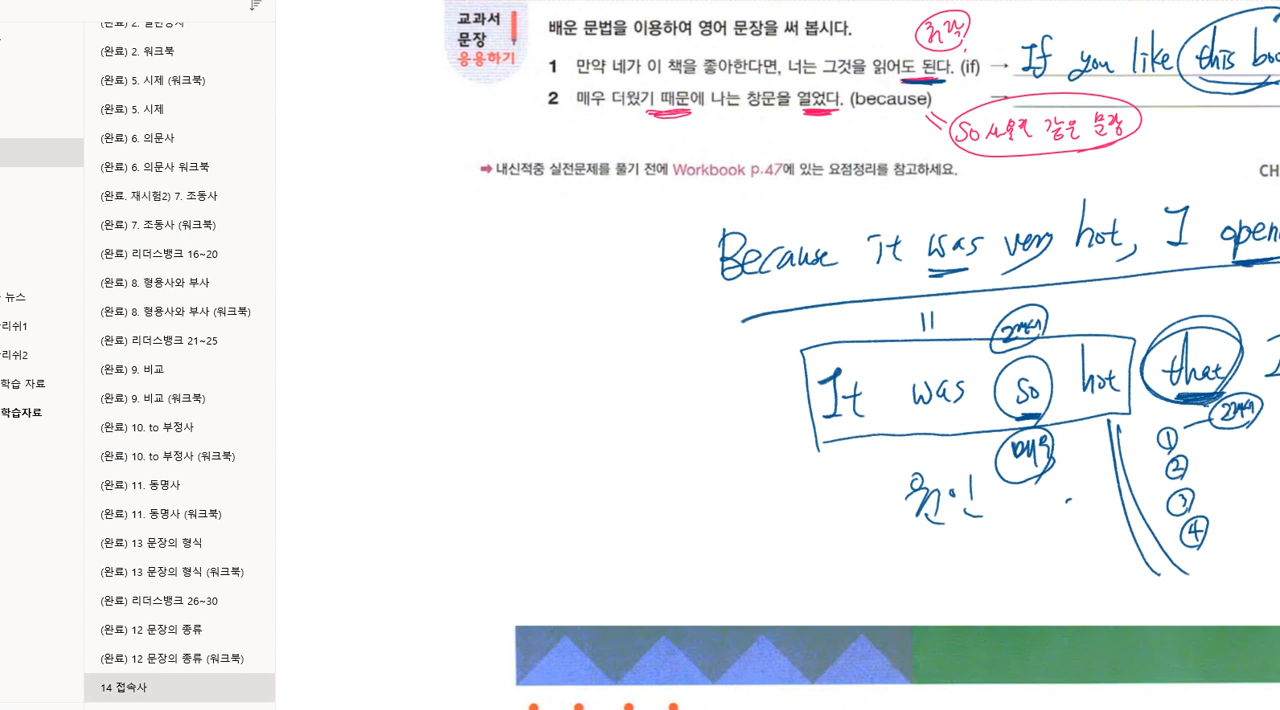 (완료) 2. 일반동사
(완료) 2. 워크북
(완료) 5. 시제 (워크북)
(완료) 5. 시제
(완료) 6. 의문사
(완료) 6. 의문사 워크북
(완료. 재시험2) 7. 조동사
(완료) 7. 조동사 (워크북)
(완료) 리더스뱅크 16~20
(완료) 8. 형용사와 부사
뉴스
(완료) 8. 형용사와 부사 (워크북)
리쉬1
(완료) 리더스뱅크 21~25
리쉬2
(완료) 9. 비교
학습 자료
(완료) 9. 비교 (워크북)
학습자료
(완료) 10. to 부정사
(완료) 10. to 부정사 (워크북)
(완료) 11. 동명사
(완료) 11. 동명사 (워크북)
(완료) 13 문장의 형식
(완료) 13 문장의 형식 (워크북)
(완료) 리더스뱅크 26~30
(완료) 12 문장의 종류
(완료) 12 문장의 종류 (워크북)
14 접속사
교과서
문장
응용하기
배운 문법을 이용하여 영어 문장을 써 봅시다.
허락!
1 만약 네가 이 책을 좋아한다면, 너는 그것을 읽어도 된다. (if) → If you like this boo
2 매우 더웠기 때문에 나는 창문을 열었다. (because) →
So 사용해 같은 문장
➡ 내신적중 실전문제를 풀기 전에 Workbook p.47에 있는 요점정리를 참고하세요.
CH
Because it was very hot, I open
It was so hot that I
매우
원인
①
②
③
④